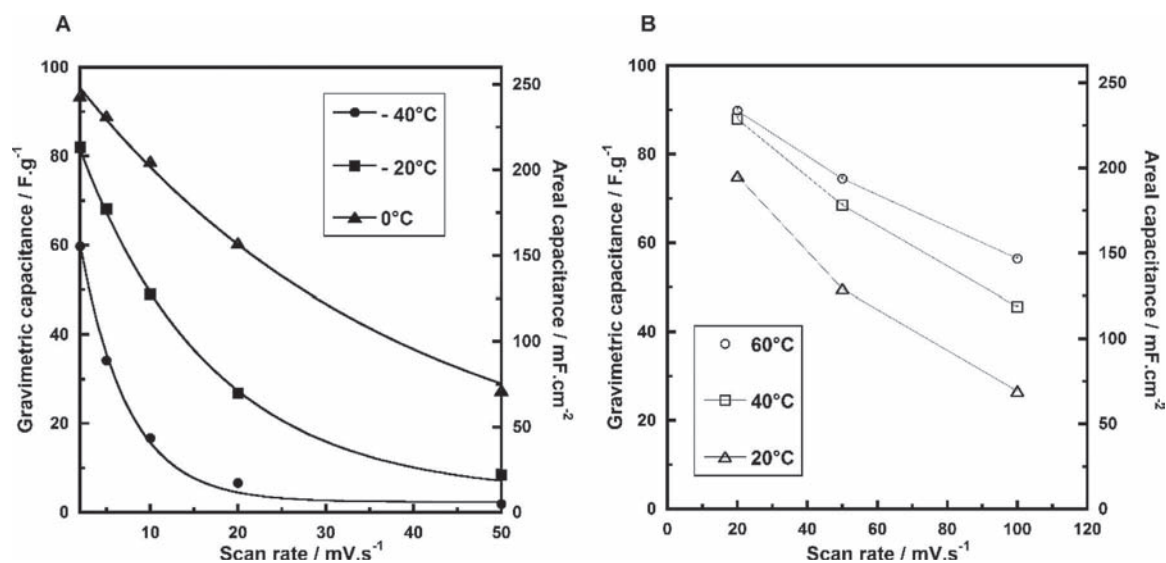 A
Gravimetric capacitance / F.g⁻¹
100
80
60
40
20
0
- 40°C
- 20°C
0°C
250
200
150
100
50
0
Areal capacitance / mF.cm⁻²
10 20 30 40 50
Scan rate / mV.s⁻¹
B
Gravimetric capacitance / F.g⁻¹
100
80
60
40
20
0
60°C
40°C
20°C
250
200
150
100
50
0
Areal capacitance / mF.cm⁻²
0 20 40 60 80 100 120
Scan rate / mV.s⁻¹